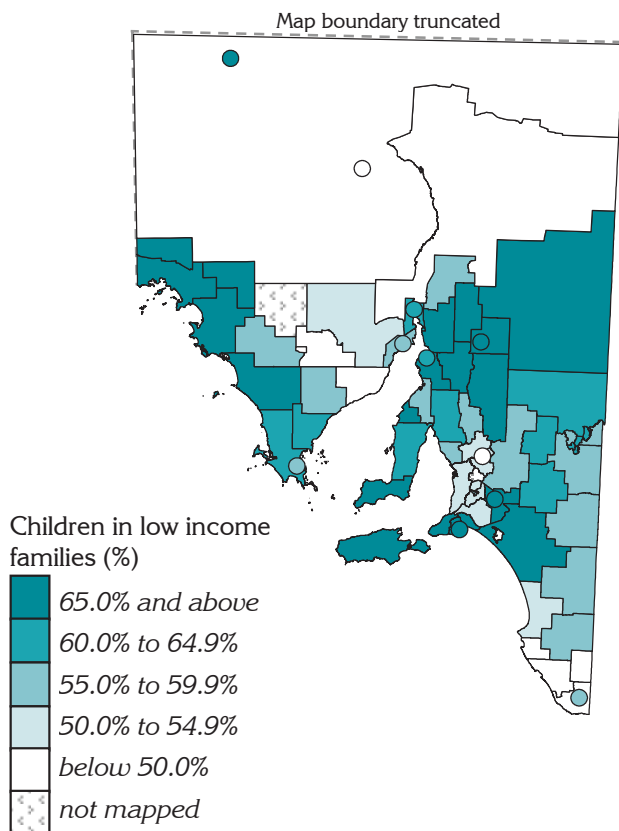 Map boundary truncated
Children in low income
families (%)
65.0% and above
60.0% to 64.9%
55.0% to 59.9%
50.0% to 54.9%
below 50.0%
not mapped